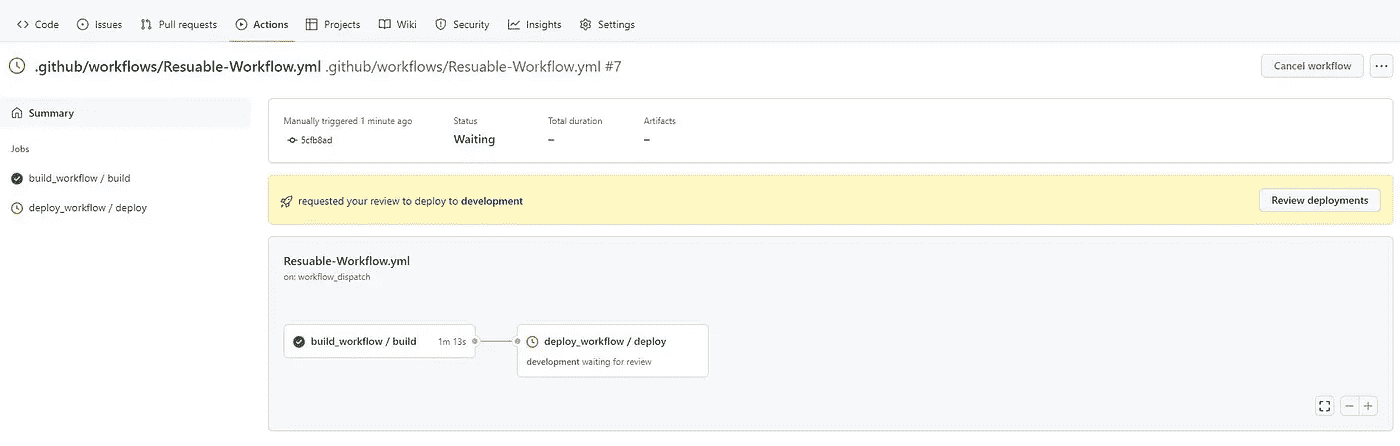 Code Issues Pull requests Actions Projects Wiki Security Insights Settings
.github/workflows/Resuable-Workflow.yml .github/workflows/Resuable-Workflow.yml #7
Cancel workflow
Summary
Jobs
build_workflow / build
deploy_workflow / deploy
Manually triggered 1 minute ago
5cfb8ad
Status
Waiting
Total duration
–
Artifacts
–
requested your review to deploy to development
Review deployments
Resuable-Workflow.yml
on: workflow_dispatch
build_workflow / build 1m 13s
deploy_workflow / deploy
development waiting for review